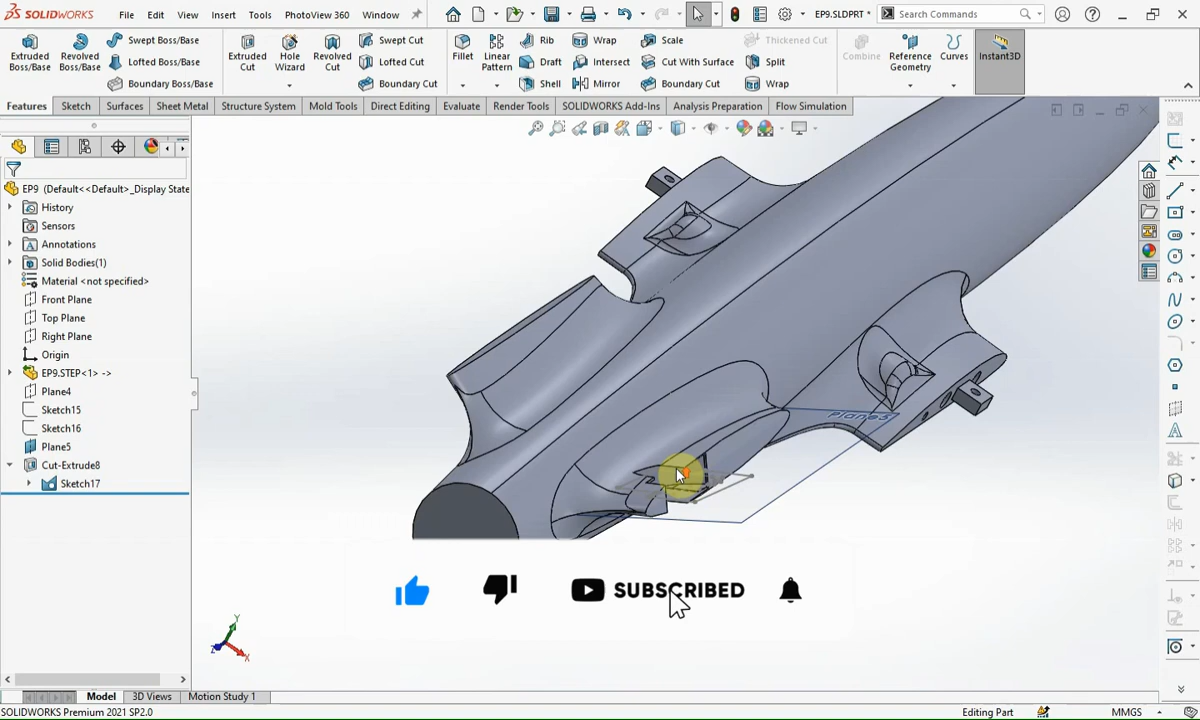 SOLIDWORKS File Edit View Insert Tools PhotoView 360 Window EP9.SLDPRT * Search Commands
Extruded Boss/Base
Revolved Boss/Base
Swept Boss/Base
Lofted Boss/Base
Boundary Boss/Base
Extruded Cut
Hole Wizard
Revolved Cut
Swept Cut
Lofted Cut
Boundary Cut
Fillet
Linear Pattern
Rib
Draft
Shell
Wrap
Intersect
Mirror
Scale
Cut With Surface
Boundary Cut
Thickened Cut
Split
Wrap
Combine
Reference Geometry
Curves
Instant3D
Features Sketch Surfaces Sheet Metal Structure System Mold Tools Direct Editing Evaluate Render Tools SOLIDWORKS Add-Ins Analysis Preparation Flow Simulation
EP9 (Default<<Default>_Display State
History
Sensors
Annotations
Solid Bodies(1)
Material <not specified>
Front Plane
Top Plane
Right Plane
Origin
EP9.STEP<1> ->
Plane4
Sketch15
Sketch16
Plane5
Cut-Extrude8
Sketch17
Plane5
SUBSCRIBED
Y
Z
X
Model 3D Views Motion Study 1
SOLIDWORKS Premium 2021 SP2.0 Editing Part MMGS